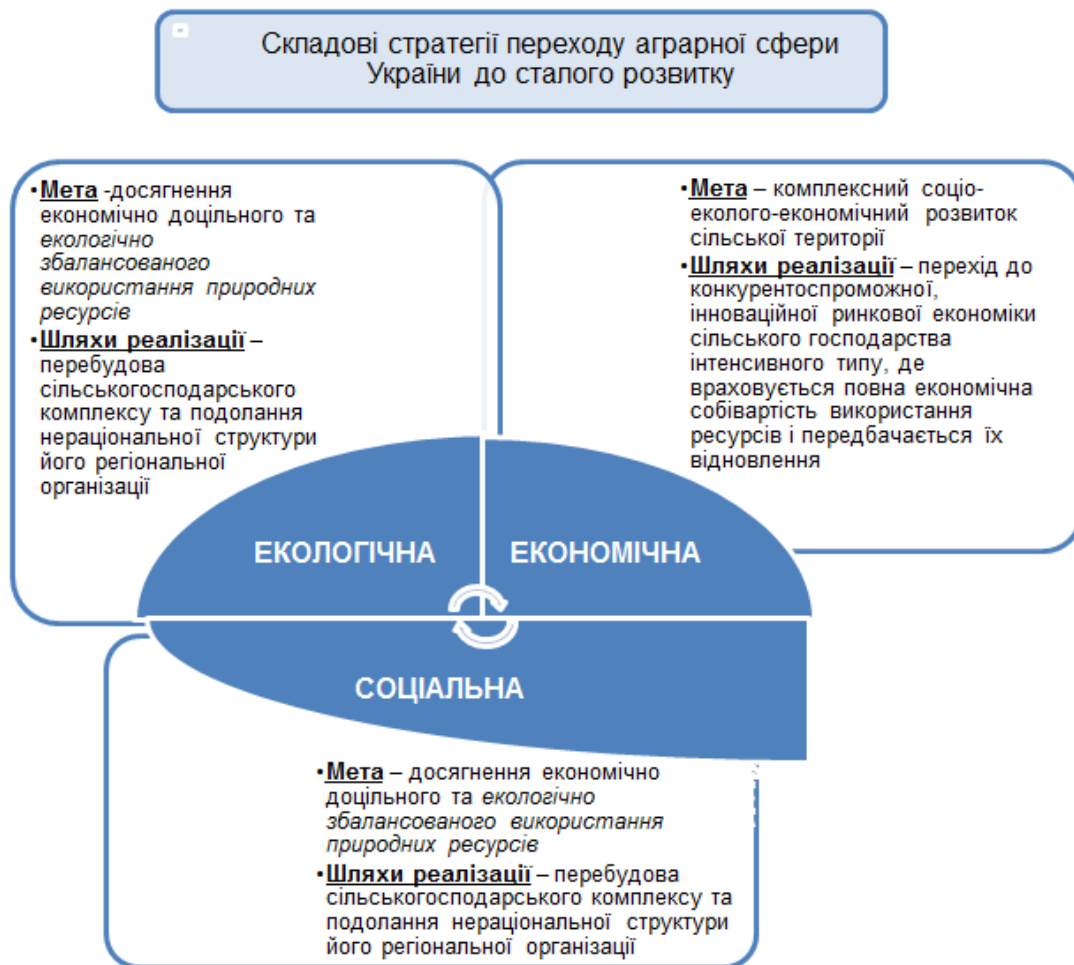 Складові стратегії переходу аграрної сфери
України до сталого розвитку
•Мета -досягнення
економічно доцільного та
екологічно
збалансованого
використання природних
ресурсів
•Шляхи реалізації –
перебудова
сільськогосподарського
комплексу та подолання
нераціональної структури
його регіональної
організації
•Мета – комплексний соціо-
еколого-економічний розвиток
сільської території
•Шляхи реалізації – перехід до
конкурентоспроможної,
інноваційної ринкової економіки
сільського господарства
інтенсивного типу, де
враховується повна економічна
собівартість використання
ресурсів і передбачається їх
відновлення
ЕКОЛОГІЧНА
ЕКОНОМІЧНА
СОЦІАЛЬНА
•Мета – досягнення економічно
доцільного та екологічно
збалансованого використання
природних ресурсів
•Шляхи реалізації – перебудова
сільськогосподарського комплексу та
подолання нераціональної структури
його регіональної організації